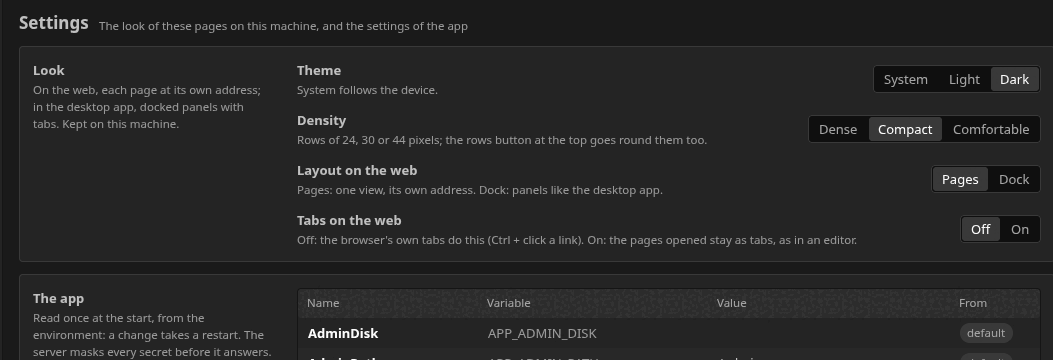 Settings The look of these pages on this machine, and the settings of the app
Look
On the web, each page at its own address;
in the desktop app, docked panels with
tabs. Kept on this machine.
Theme
System follows the device.
System Light Dark
Density
Rows of 24, 30 or 44 pixels; the rows button at the top goes round them too.
Dense Compact Comfortable
Layout on the web
Pages: one view, its own address. Dock: panels like the desktop app.
Pages Dock
Tabs on the web
Off: the browser's own tabs do this (Ctrl + click a link). On: the pages opened stay as tabs, as in an editor.
Off On
The app
Read once at the start, from the
environment: a change takes a restart. The
server masks every secret before it answers.
Name Variable Value From
AdminDisk APP_ADMIN_DISK default